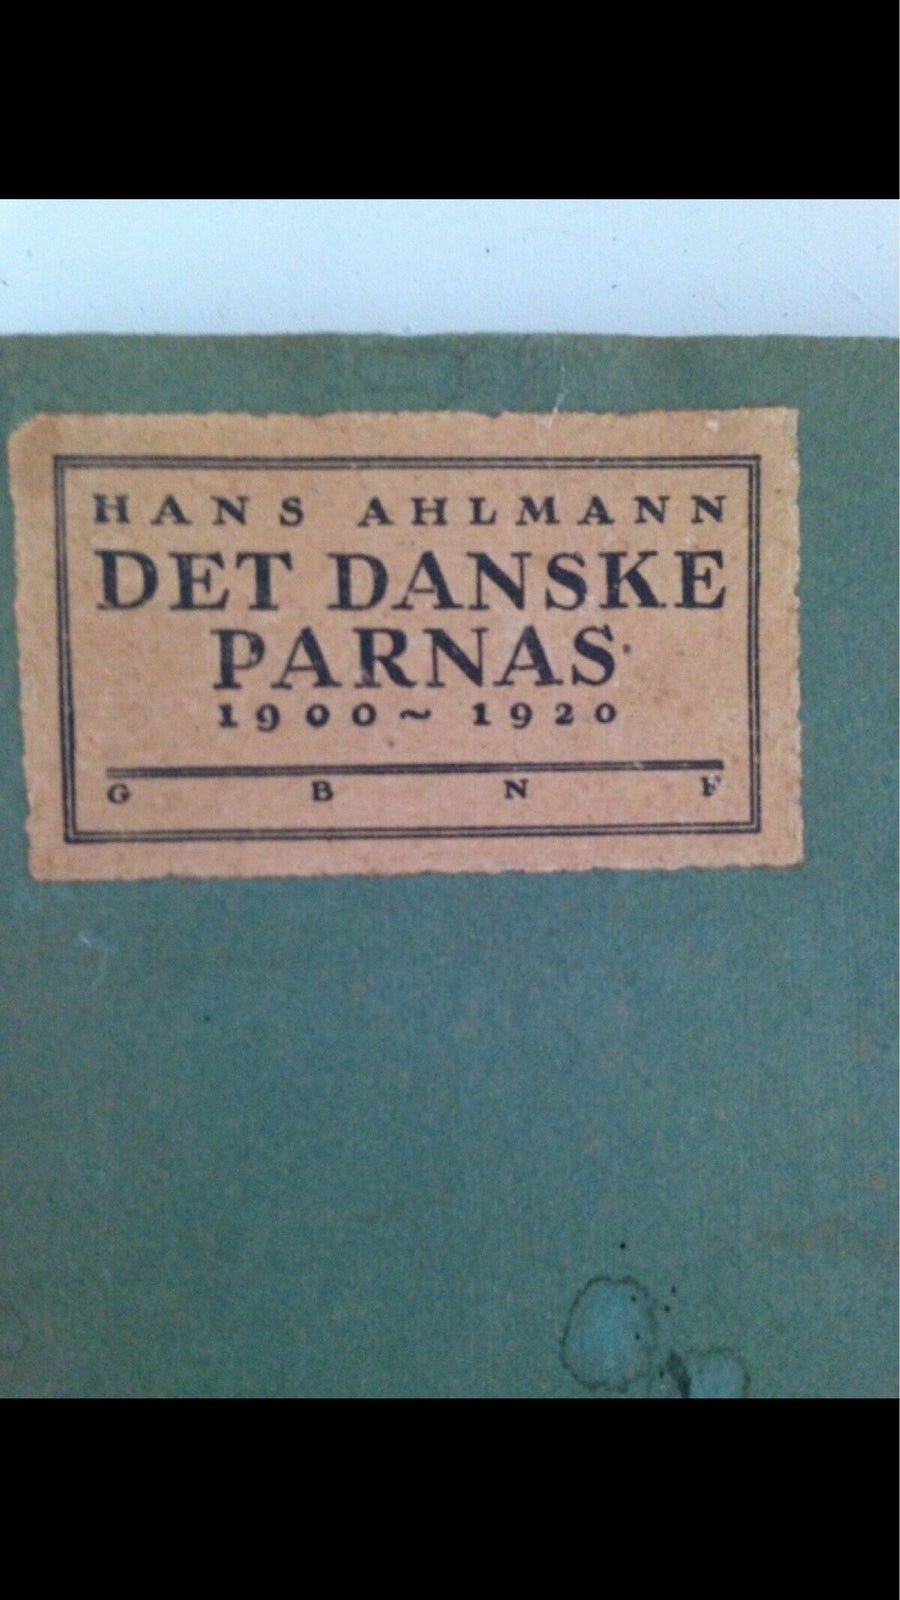 HANS AHLMANN
DET DANSKE
PARNAS
1900~1920
G B N F